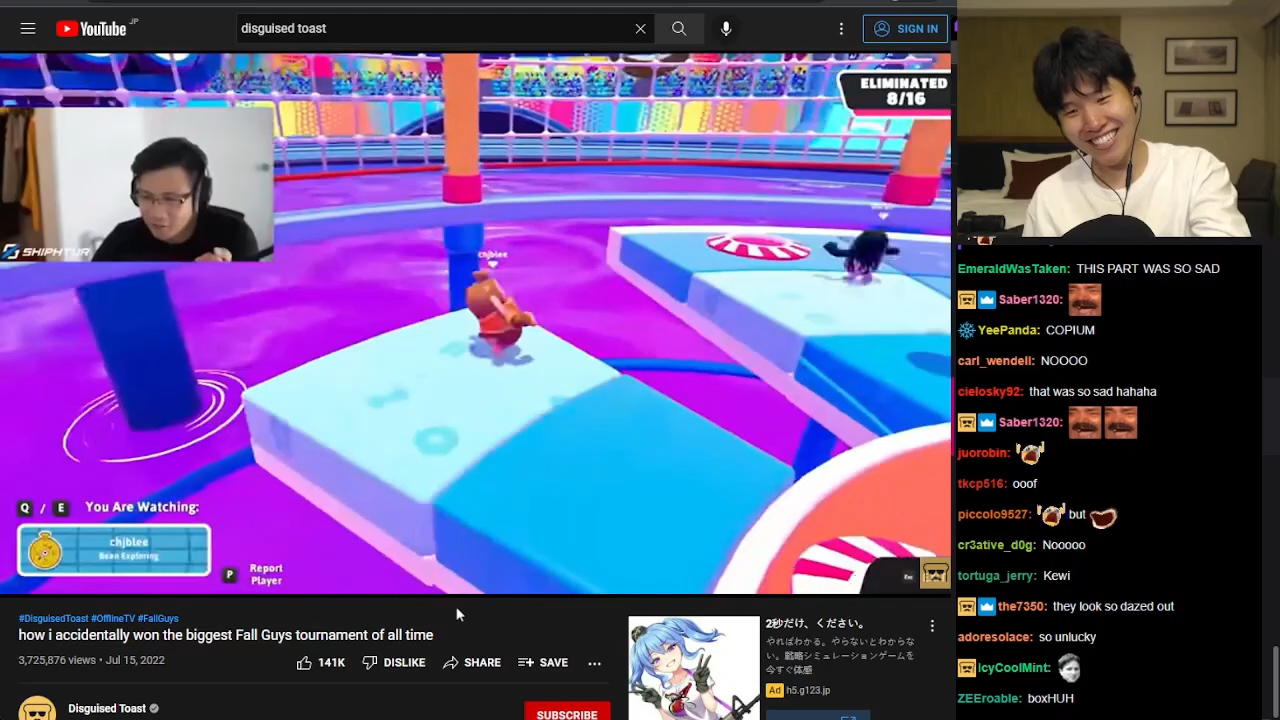 YouTube JP
disguised toast
SIGN IN
ELIMINATED
8/16
SHIPHTUR
chjblee
Q / E You Are Watching:
chjblee
Bean Exploring
P Report
Player
Esc
#DisguisedToast #OfflineTV #FallGuys
how i accidentally won the biggest Fall Guys tournament of all time
3,725,876 views • Jul 15, 2022
141K DISLIKE SHARE SAVE
Disguised Toast
SUBSCRIBE
2秒だけ、ください。
やればわかる。やらないとわからな
い。戦略シミュレーションゲームを
今すぐ体感
Ad h5.g123.jp
EmeraldWasTaken: THIS PART WAS SO SAD
Saber1320:
YeePanda: COPIUM
carl_wendell: NOOOO
cielosky92: that was so sad hahaha
Saber1320:
juorobin:
tkcp516: ooof
piccolo9527: but
cr3ative_d0g: Nooooo
tortuga_jerry: Kewi
the7350: they look so dazed out
adoresolace: so unlucky
IcyCoolMint:
ZEEroable: boxHUH